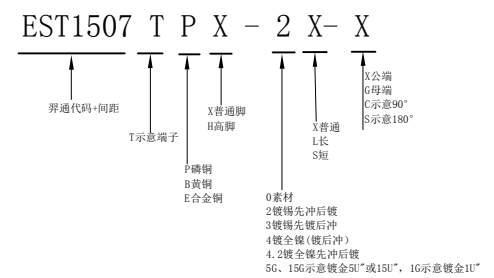 EST1507 T P X - 2 X- X
X公端
G母端
C示意90°
S示意180°
羿通代码+间距
X普通脚
H高脚
T示意端子
X普通
L长
S短
P磷铜
B黄铜
E合金铜
0素材
2镀锡先冲后镀
3镀锡先镀后冲
4镀全镍(镀后冲)
4.2镀全镍先冲后镀
5G、15G示意镀金5U"或15U"，1G示意镀金1U"